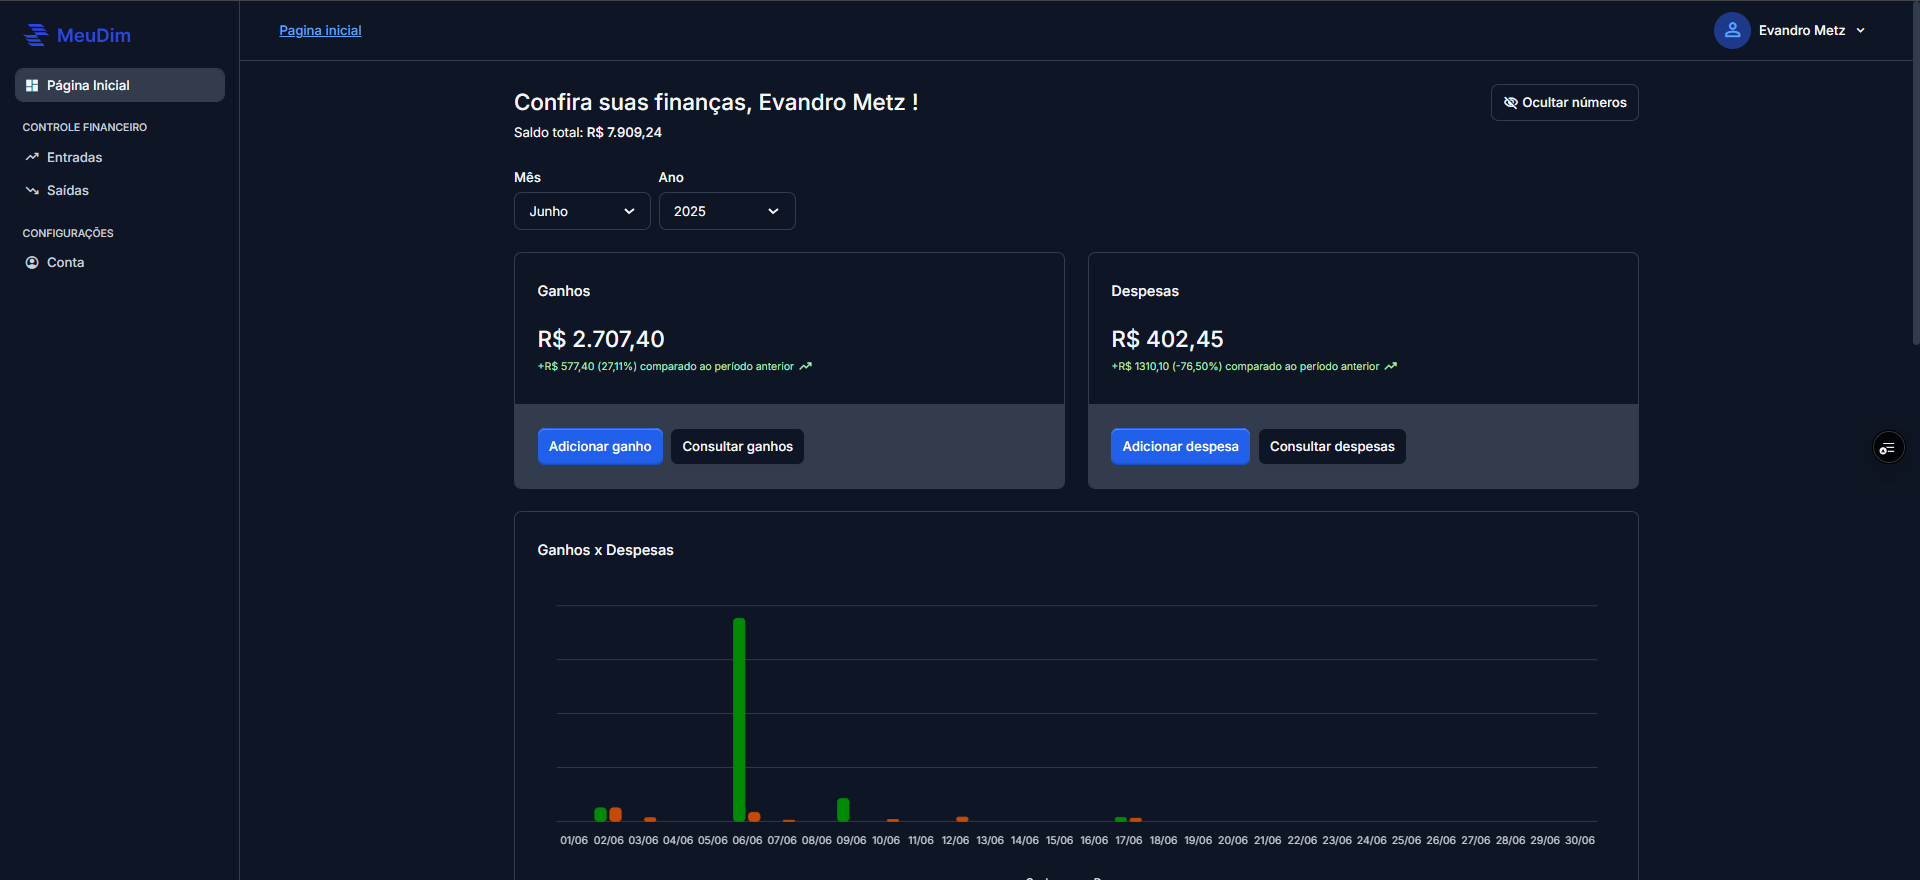 MeuDim
Página Inicial
CONTROLE FINANCEIRO
Entradas
Saídas
CONFIGURAÇÕES
Conta
Pagina inicial
Evandro Metz
Confira suas finanças, Evandro Metz !
Saldo total: R$ 7.909,24
Ocultar números
Mês
Ano
Junho
2025
Ganhos
R$ 2.707,40
+R$ 577,40 (27,11%) comparado ao período anterior
Adicionar ganho
Consultar ganhos
Despesas
R$ 402,45
+R$ 1310,10 (-76,50%) comparado ao período anterior
Adicionar despesa
Consultar despesas
Ganhos x Despesas
01/06 02/06 03/06 04/06 05/06 06/06 07/06 08/06 09/06 10/06 11/06 12/06 13/06 14/06 15/06 16/06 17/06 18/06 19/06 20/06 21/06 22/06 23/06 24/06 25/06 26/06 27/06 28/06 29/06 30/06